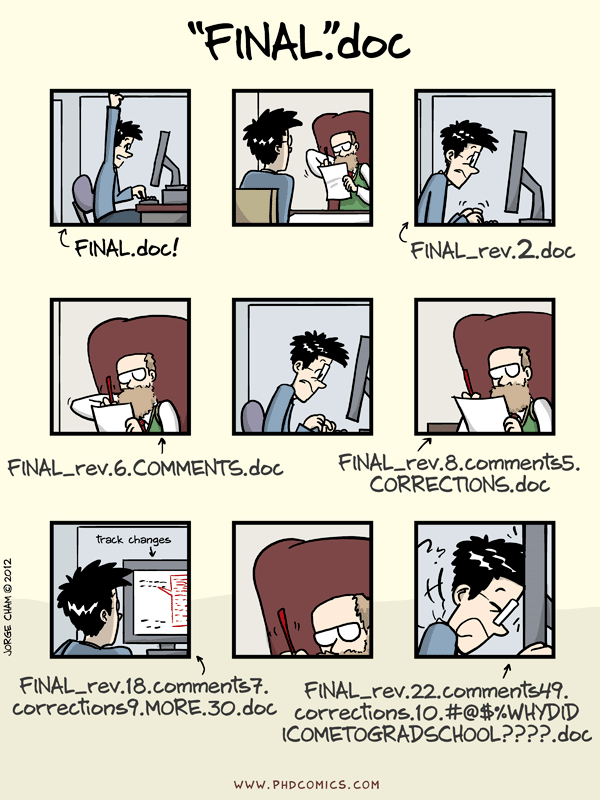 "FINAL".doc
FINAL.doc!
FINAL_rev.2.doc
FINAL_rev.6.COMMENTS.doc
FINAL_rev.8.comments5.
CORRECTIONS.doc
track changes
FINAL_rev.18.comments7.
corrections9.MORE.30.doc
FINAL_rev.22.comments49.
corrections.10.#@$%WHYDID
ICOMETOGRADSCHOOL????.doc
JORGE CHAM © 2012
WWW.PHDCOMICS.COM